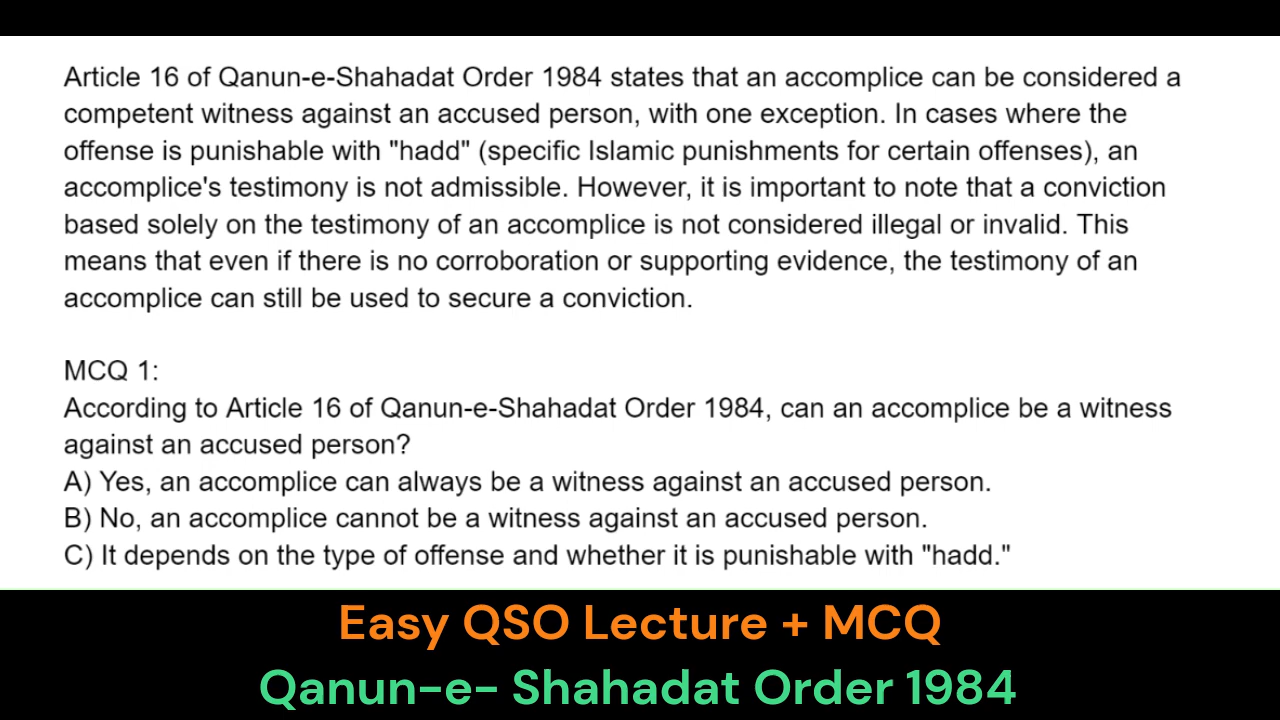 Article 16 of Qanun-e-Shahadat Order 1984 states that an accomplice can be considered a
competent witness against an accused person, with one exception. In cases where the
offense is punishable with "hadd" (specific Islamic punishments for certain offenses), an
accomplice's testimony is not admissible. However, it is important to note that a conviction
based solely on the testimony of an accomplice is not considered illegal or invalid. This
means that even if there is no corroboration or supporting evidence, the testimony of an
accomplice can still be used to secure a conviction.
MCQ 1:
According to Article 16 of Qanun-e-Shahadat Order 1984, can an accomplice be a witness
against an accused person?
A) Yes, an accomplice can always be a witness against an accused person.
B) No, an accomplice cannot be a witness against an accused person.
C) It depends on the type of offense and whether it is punishable with "hadd."
Easy QSO Lecture + MCQ
Qanun-e- Shahadat Order 1984